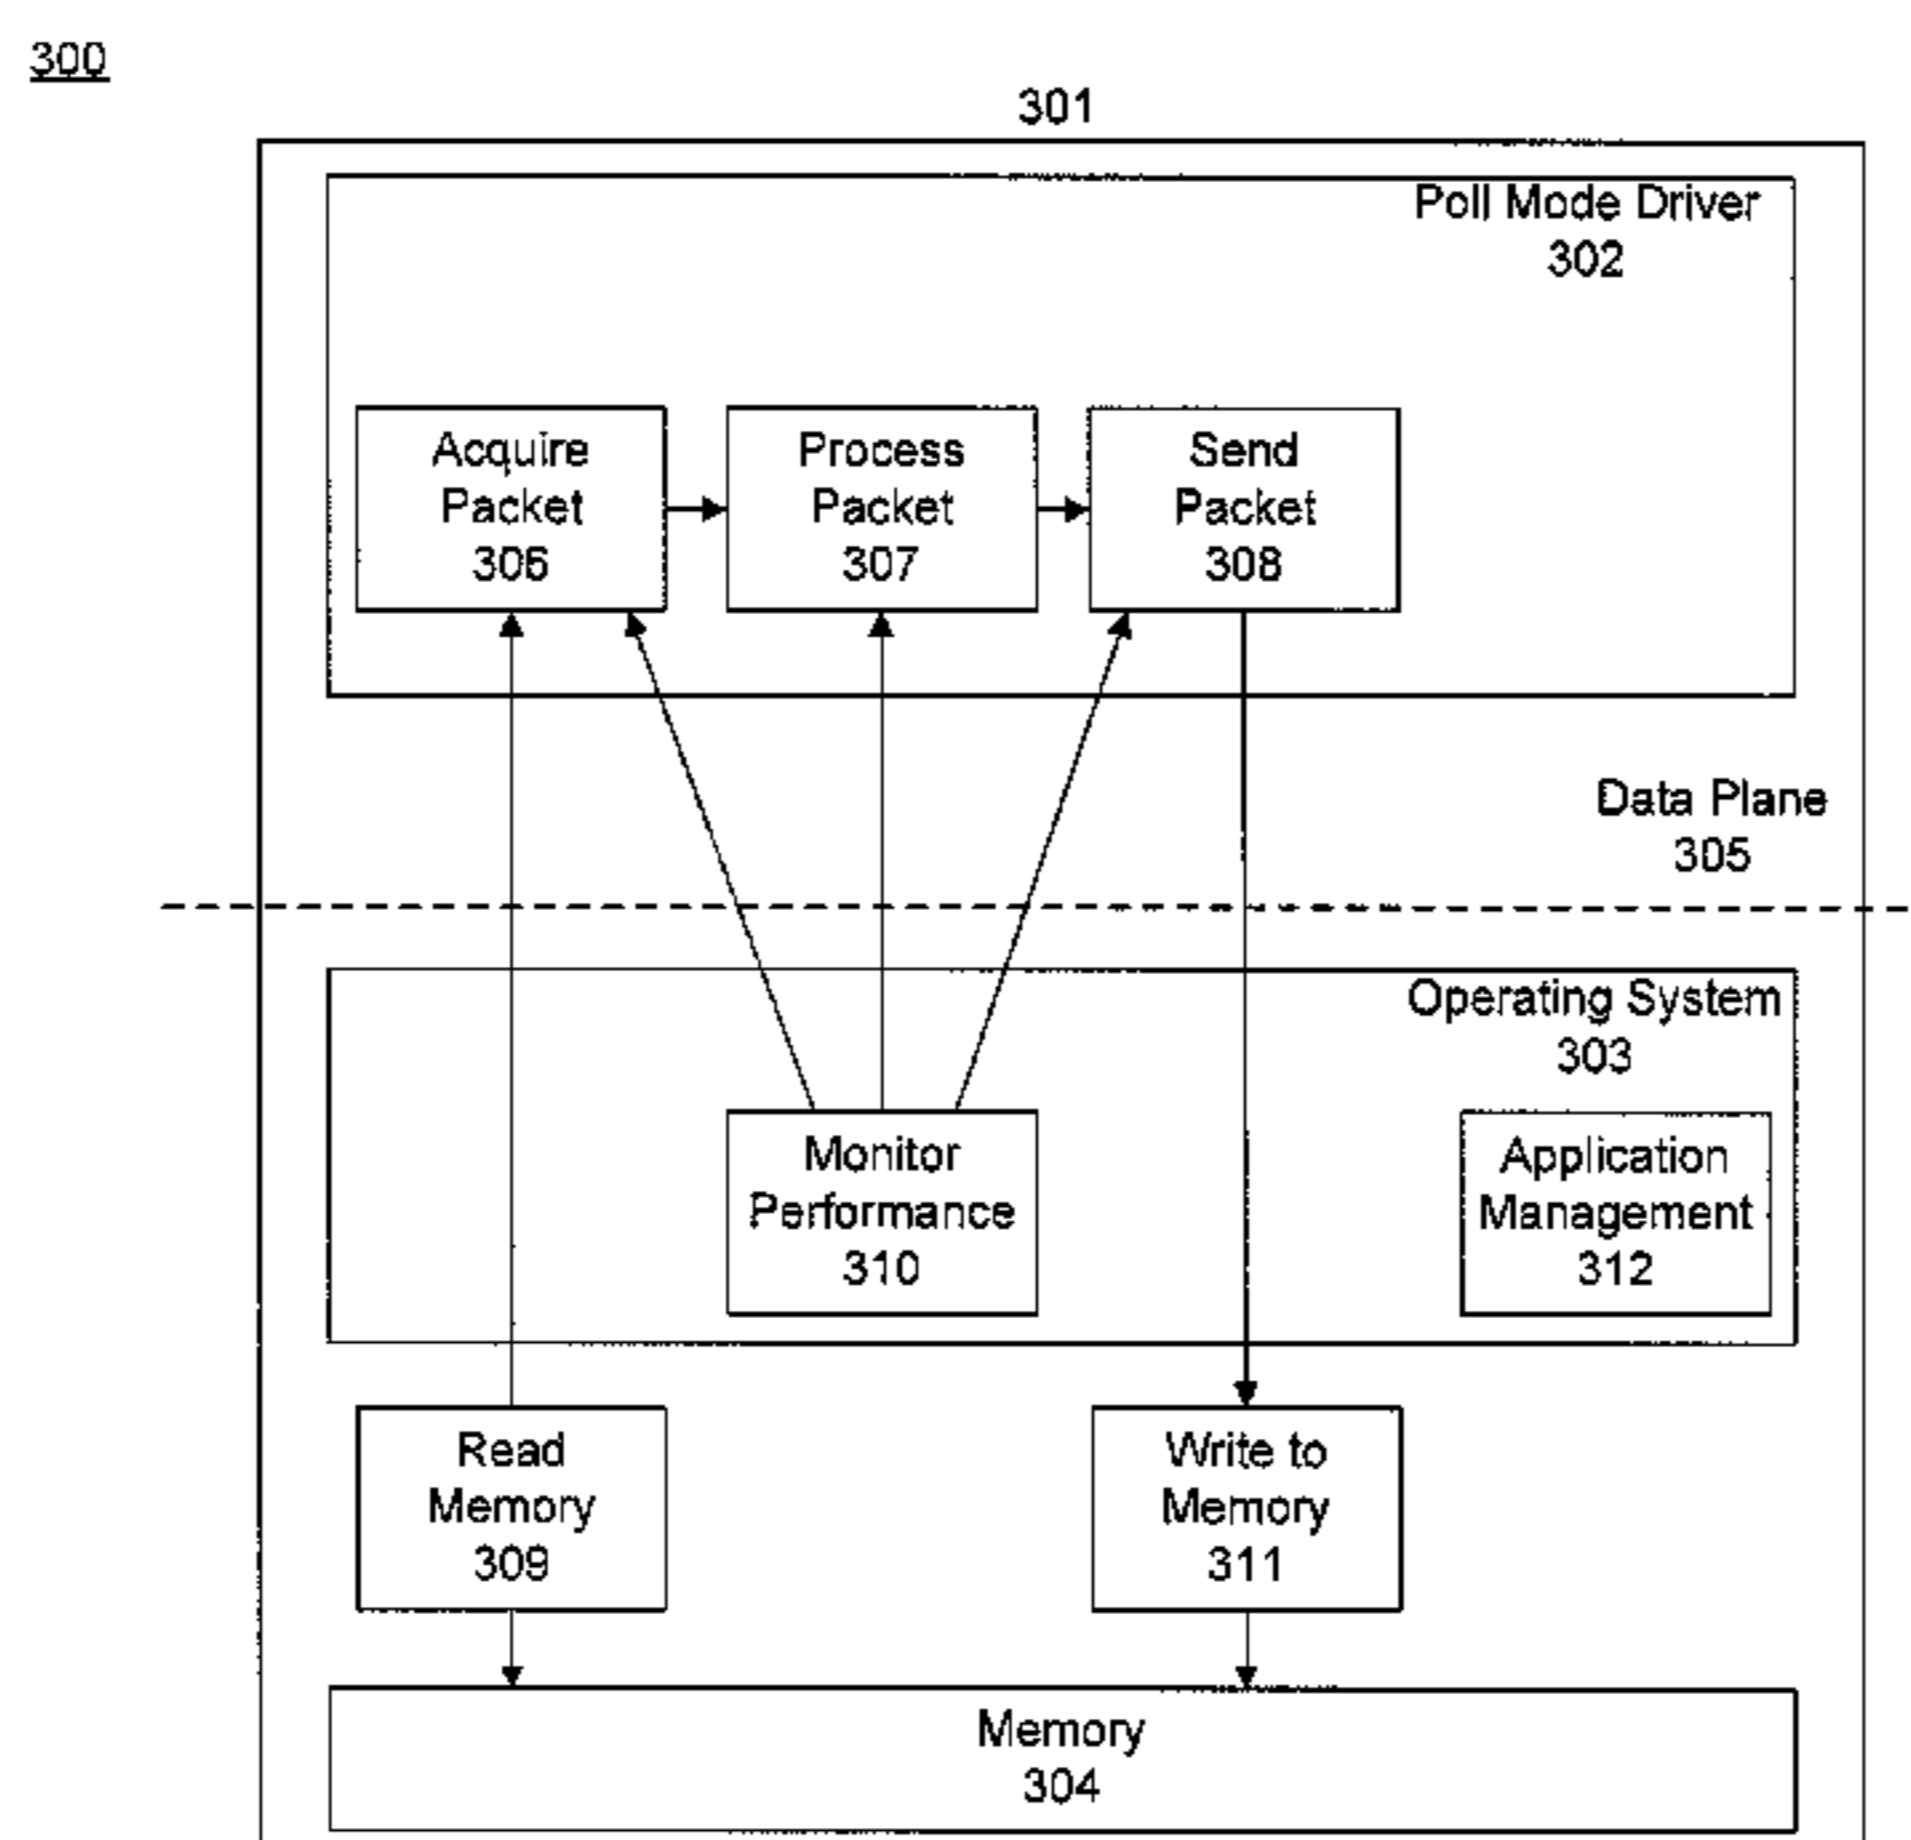 300
301
Poll Mode Driver
302
Acquire
Packet
306
Process
Packet
307
Send
Packet
308
Data Plane
305
Operating System
303
Monitor
Performance
310
Application
Management
312
Read
Memory
309
Write to
Memory
311
Memory
304